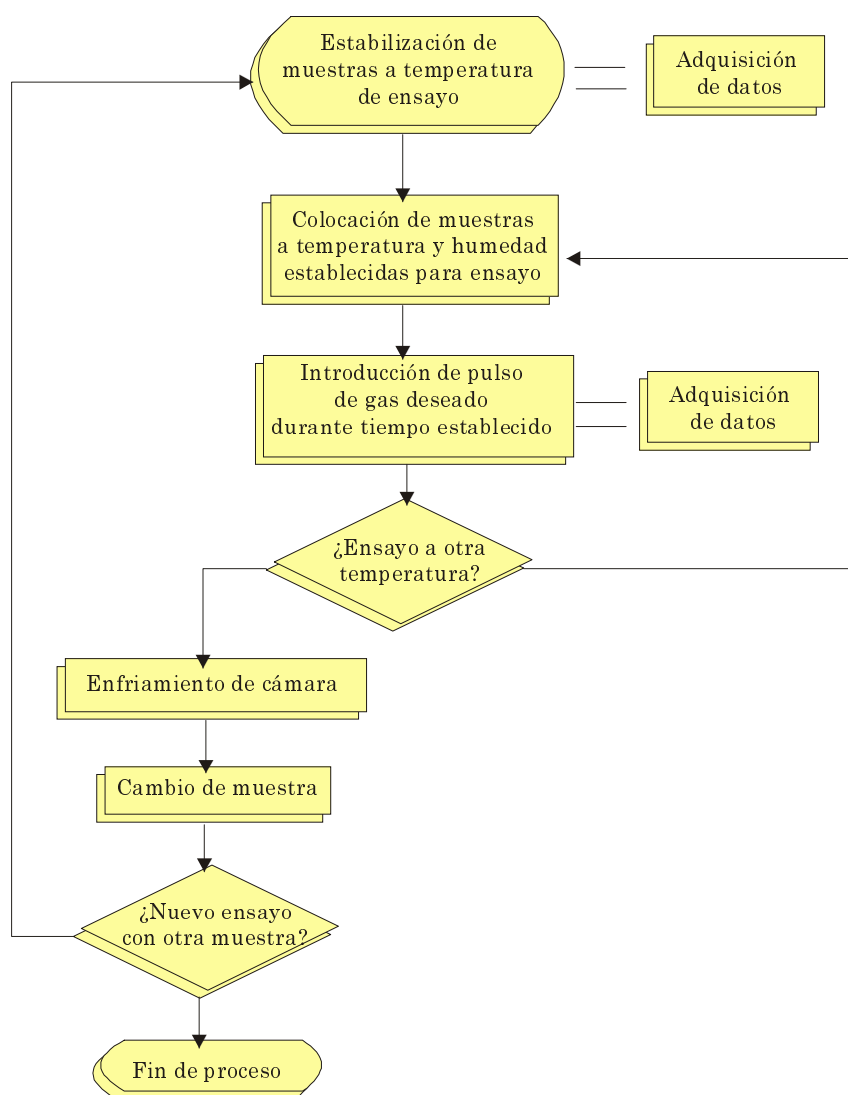 Estabilización de
muestras a temperatura
de ensayo
Adquisición
de datos
Colocación de muestras
a temperatura y humedad
establecidas para ensayo
Introducción de pulso
de gas deseado
durante tiempo establecido
Adquisición
de datos
¿Ensayo a otra
temperatura?
Enfriamiento de cámara
Cambio de muestra
¿Nuevo ensayo
con otra muestra?
Fin de proceso